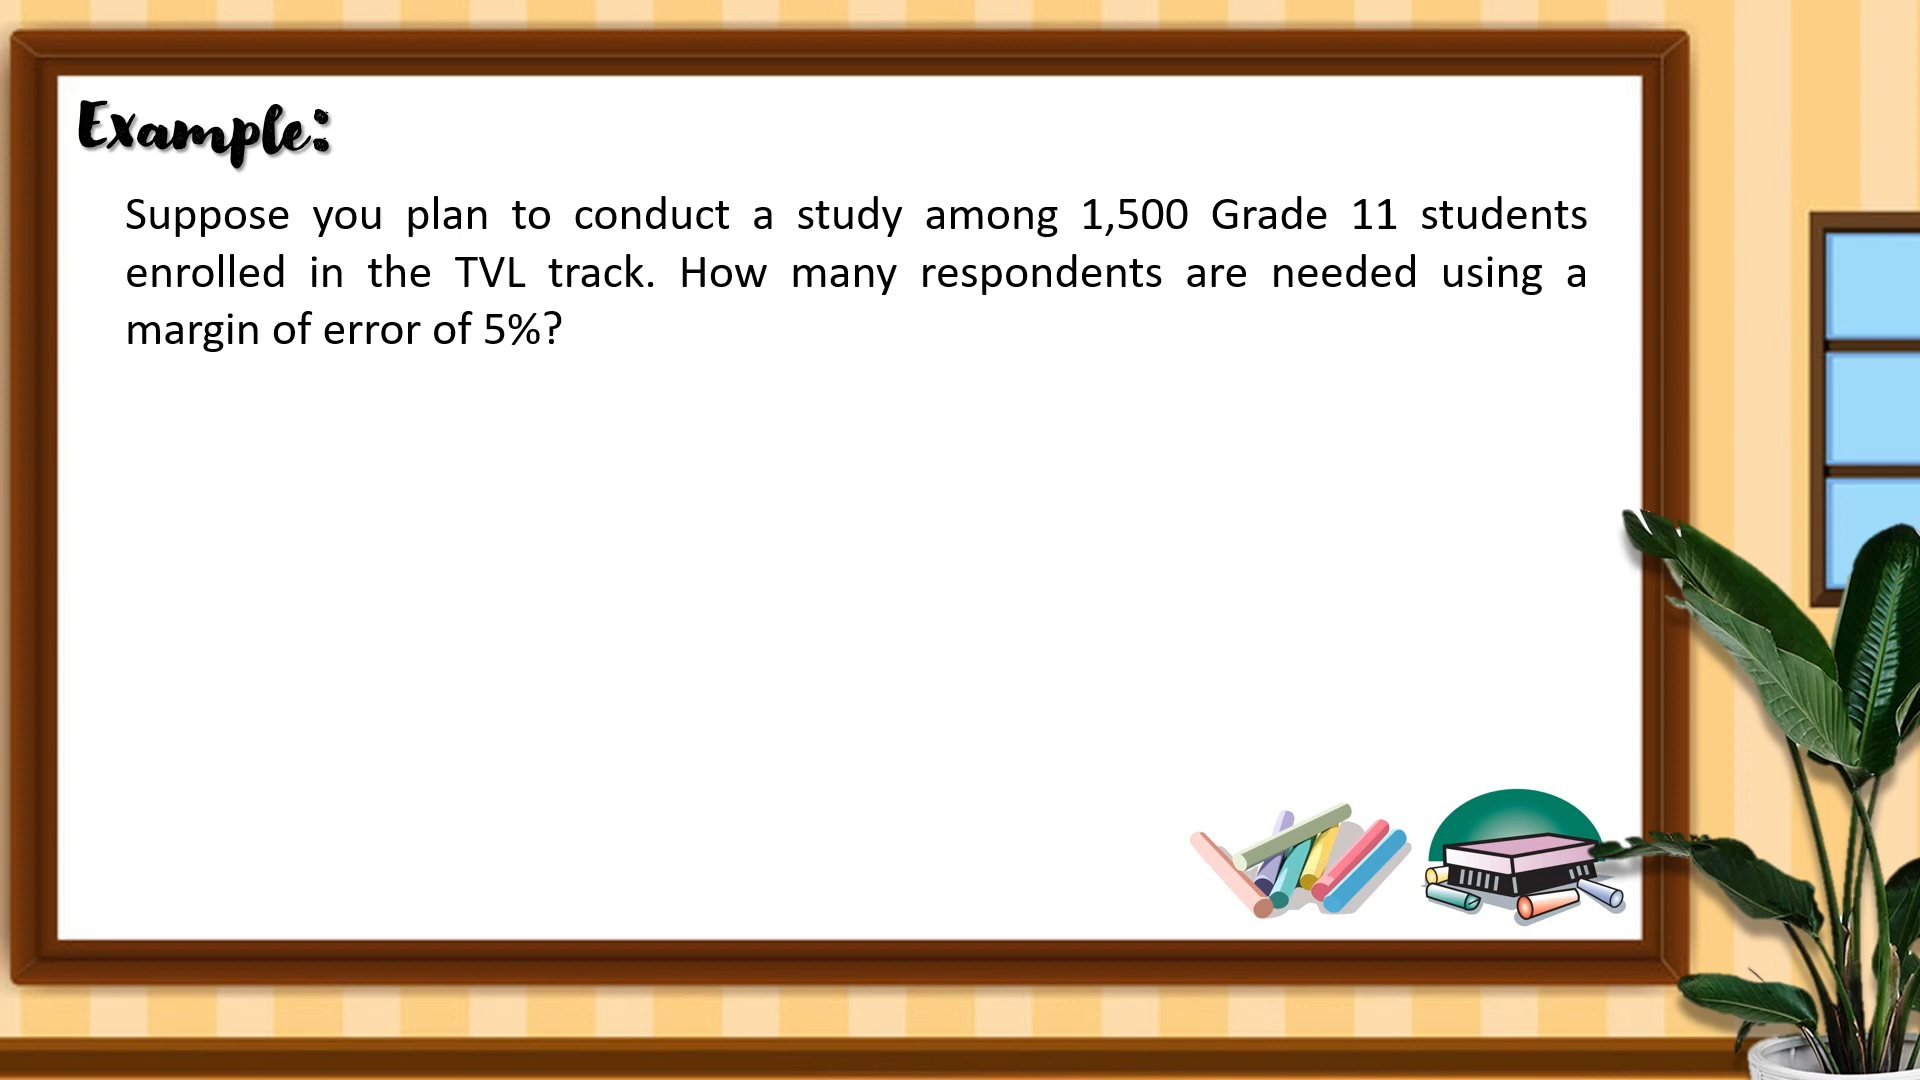 Example:
Suppose you plan to conduct a study among 1,500 Grade 11 students
enrolled in the TVL track. How many respondents are needed using a
margin of error of 5%?